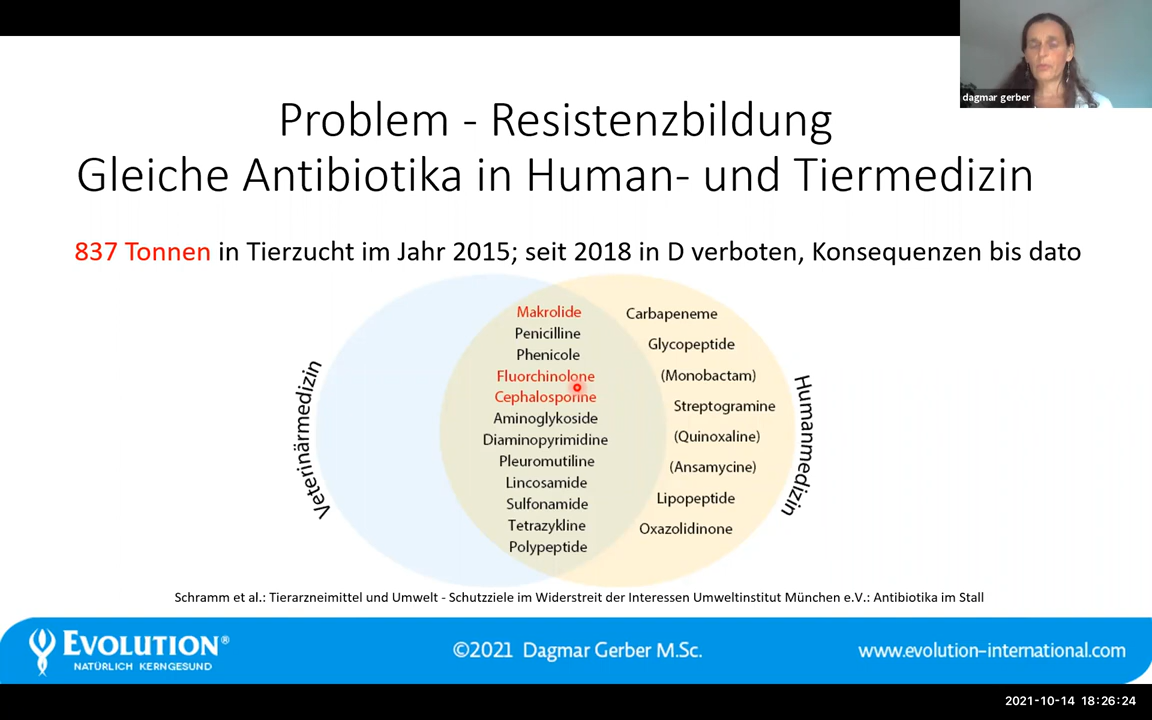 dagmar gerber
Problem - Resistenzbildung
Gleiche Antibiotika in Human- und Tiermedizin
837 Tonnen in Tierzucht im Jahr 2015; seit 2018 in D verboten, Konsequenzen bis dato
Veterinärmedizin
Makrolide
Penicilline
Phenicole
Fluorchinolone
Cephalosporine
Aminoglykoside
Diaminopyrimidine
Pleuromutiline
Lincosamide
Sulfonamide
Tetrazykline
Polypeptide
Carbapeneme
Glycopeptide
(Monobactam)
Streptogramine
(Quinoxaline)
(Ansamycine)
Lipopeptide
Oxazolidinone
Humanmedizin
Schramm et al.: Tierarzneimittel und Umwelt - Schutzziele im Widerstreit der Interessen Umweltinstitut München e.V.: Antibiotika im Stall
EVOLUTION®
NATÜRLICH KERNGESUND
©2021 Dagmar Gerber M.Sc.
www.evolution-international.com
2021-10-14 18:26:24